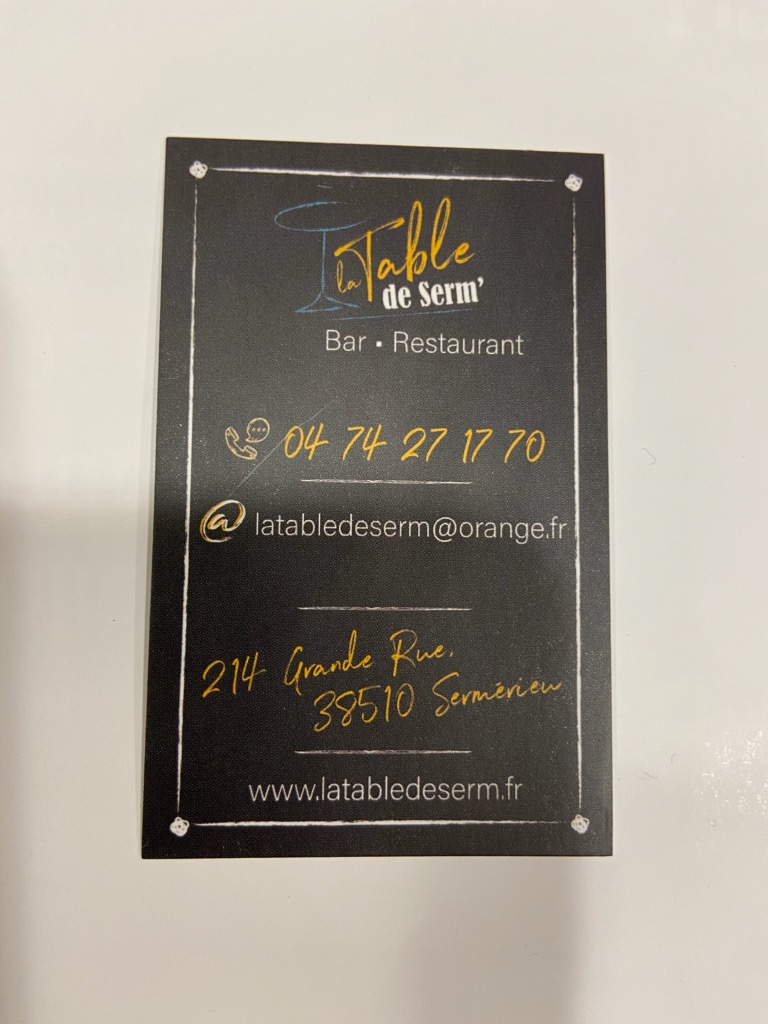 la Table
de Serm'
Bar ▪ Restaurant
04 74 27 17 70
@ latabledeserm@orange.fr
214 Grande Rue,
38510 Sermérieu
www.latabledeserm.fr